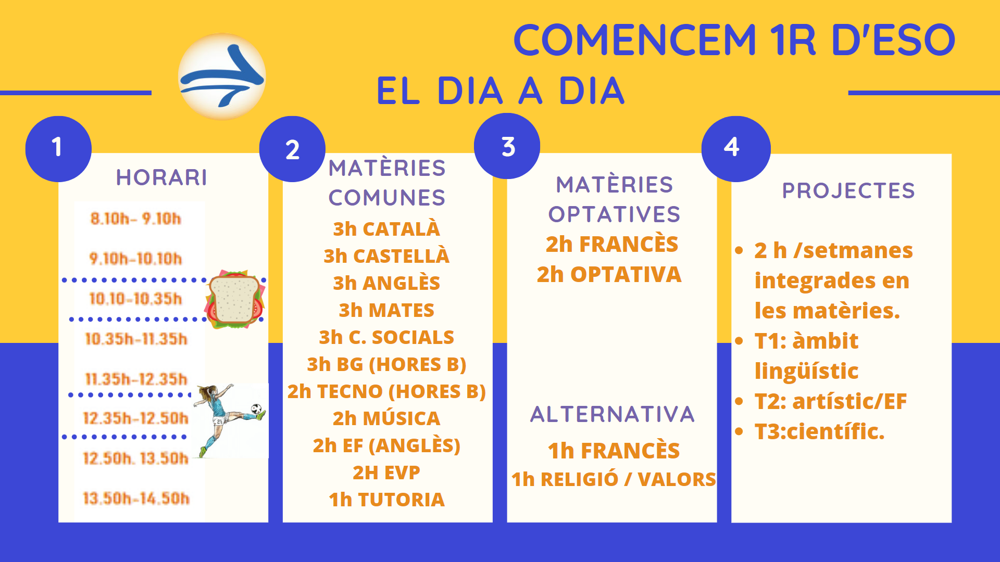 COMENCEM 1R D'ESO
EL DIA A DIA
1
HORARI
8.10h- 9.10h
9.10h-10.10h
10.10-10.35h
10.35h-11.35h
11.35h-12.35h
12.35h-12.50h
12.50h. 13.50h
13.50h-14.50h
21
2
MATÈRIES
COMUNES
3h CATALÀ
3h CASTELLÀ
3h ANGLÈS
3h MATES
3h C. SOCIALS
3h BG (HORES B)
2h TECNO (HORES B)
2h MÚSICA
2h EF (ANGLÈS)
2H EVP
1h TUTORIA
3
MATÈRIES
OPTATIVES
2h FRANCÈS
2h OPTATIVA
ALTERNATIVA
1h FRANCÈS
1h RELIGIÓ / VALORS
4
PROJECTES
• 2 h /setmanes
integrades en
les matèries.
• T1: àmbit
lingüístic
• T2: artístic/EF
• T3:científic.